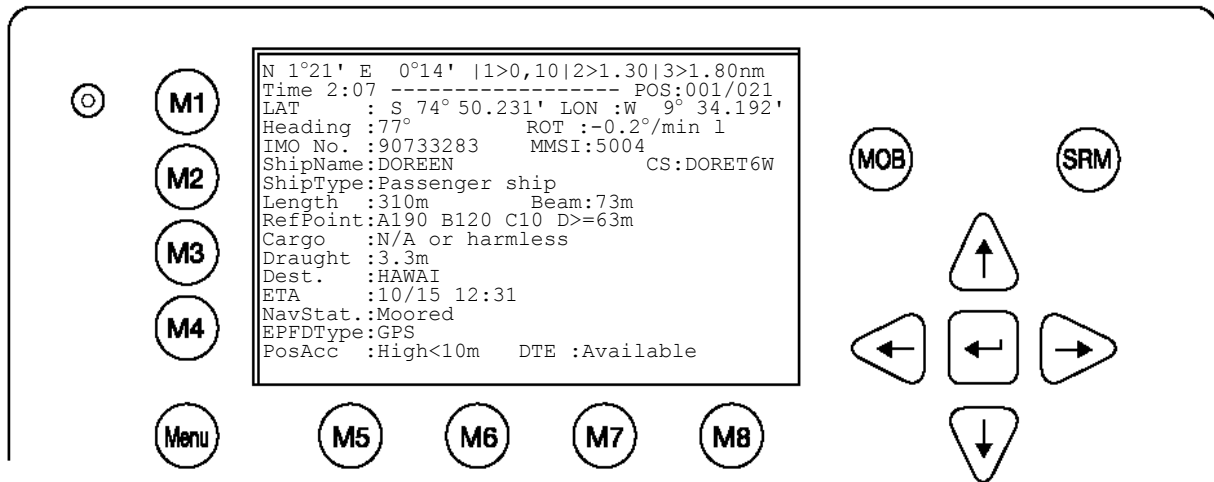 N 1°21' E  0°14' |1>0,10|2>1.30|3>1.80nm
Time 2:07 ------------------- POS:001/021
LAT      : S 74° 50.231' LON :W  9° 34.192'
Heading :77°          ROT :-0.2°/min l
IMO No. :90733283    MMSI:5004
ShipName:DOREEN                CS:DORET6W
ShipType:Passenger ship
Length  :310m         Beam:73m
RefPoint:A190 B120 C10 D>=63m
Cargo   :N/A or harmless
Draught :3.3m
Dest.   :HAWAI
ETA     :10/15 12:31
NavStat.:Moored
EPFDType:GPS
PosAcc  :High<10m   DTE :Available
M1
M2
M3
M4
Menu
M5 M6 M7 M8
MOB SRM